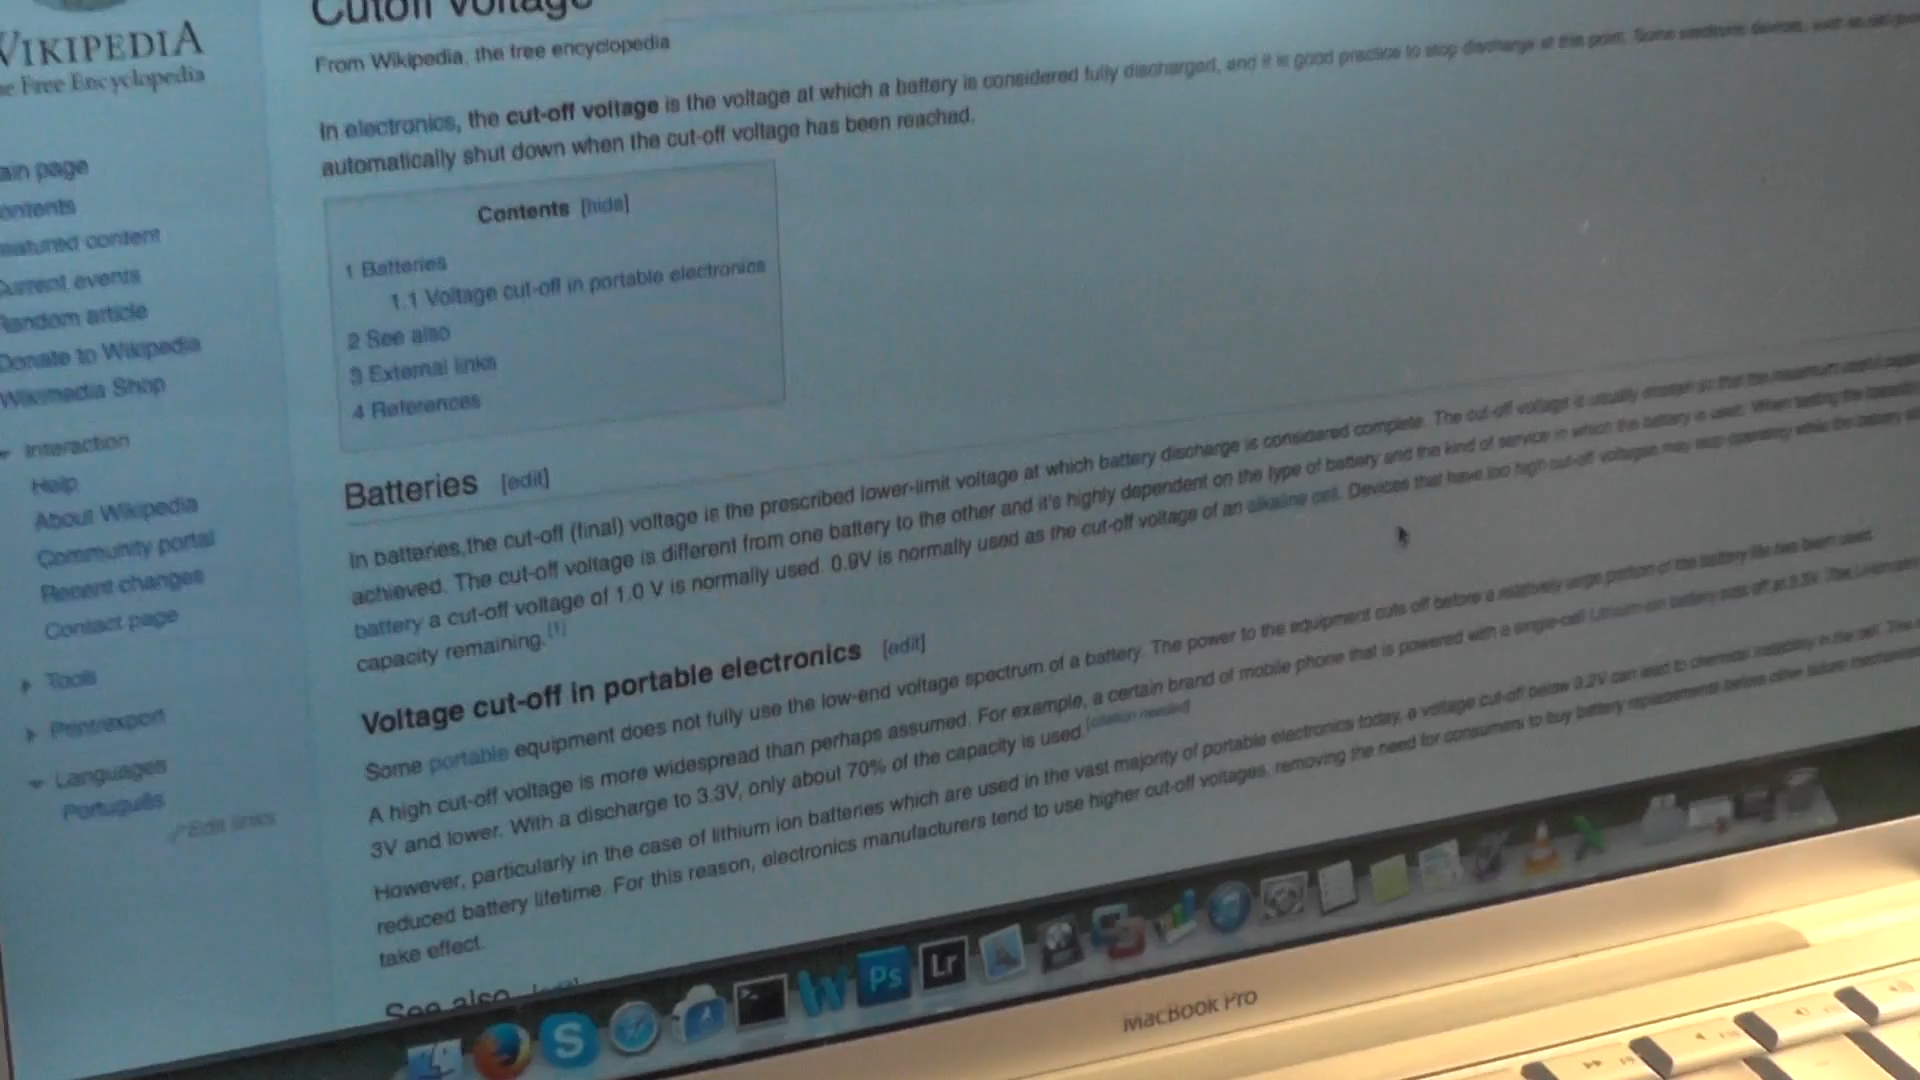 WIKIPEDIA
Free Encyclopedia
ain page
ontents
eatured content
Current events
Random article
Donate to Wikipedia
Wikimedia Shop
Interaction
Help
About Wikipedia
Community portal
Recent changes
Contact page
Tools
Print/export
Languages
Português
Edit links
Cutoff voltage
From Wikipedia, the free encyclopedia
In electronics, the cut-off voltage is the voltage at which a battery is considered fully discharged, and it is good practice to stop discharge at this point. Some electronic devices, such as
automatically shut down when the cut-off voltage has been reached.
Contents [hide]
1 Batteries
1.1 Voltage cut-off in portable electronics
2 See also
3 External links
4 References
Batteries [edit]
In batteries,the cut-off (final) voltage is the prescribed lower-limit voltage at which battery discharge is considered complete. The cut-off voltage is usually chosen so that the maximum useful
achieved. The cut-off voltage is different from one battery to the other and it's highly dependent on the type of battery and the kind of service in which the battery is used. When testing the
battery a cut-off voltage of 1.0 V is normally used. 0.9V is normally used as the cut-off voltage of an alkaline cell. Devices that have too high cut-off voltages may stop operating while the battery
capacity remaining.[1]
Voltage cut-off in portable electronics [edit]
Some portable equipment does not fully use the low-end voltage spectrum of a battery. The power to the equipment cuts off before a relatively large portion of the battery life has been used.
A high cut-off voltage is more widespread than perhaps assumed. For example, a certain brand of mobile phone that is powered with a single-cell Lithium-ion battery cuts off at 3.3V. The Li-ion
3V and lower. With a discharge to 3.3V, only about 70% of the capacity is used.[citation needed]
However, particularly in the case of lithium ion batteries which are used in the vast majority of portable electronics today, a voltage cut-off below 3.2V can lead to chemical instability in the cell.
reduced battery lifetime. For this reason, electronics manufacturers tend to use higher cut-off voltages, removing the need for consumers to buy battery replacements before other failure mechanisms
take effect.
See also [edit]
Ps
Lr
MacBook Pro